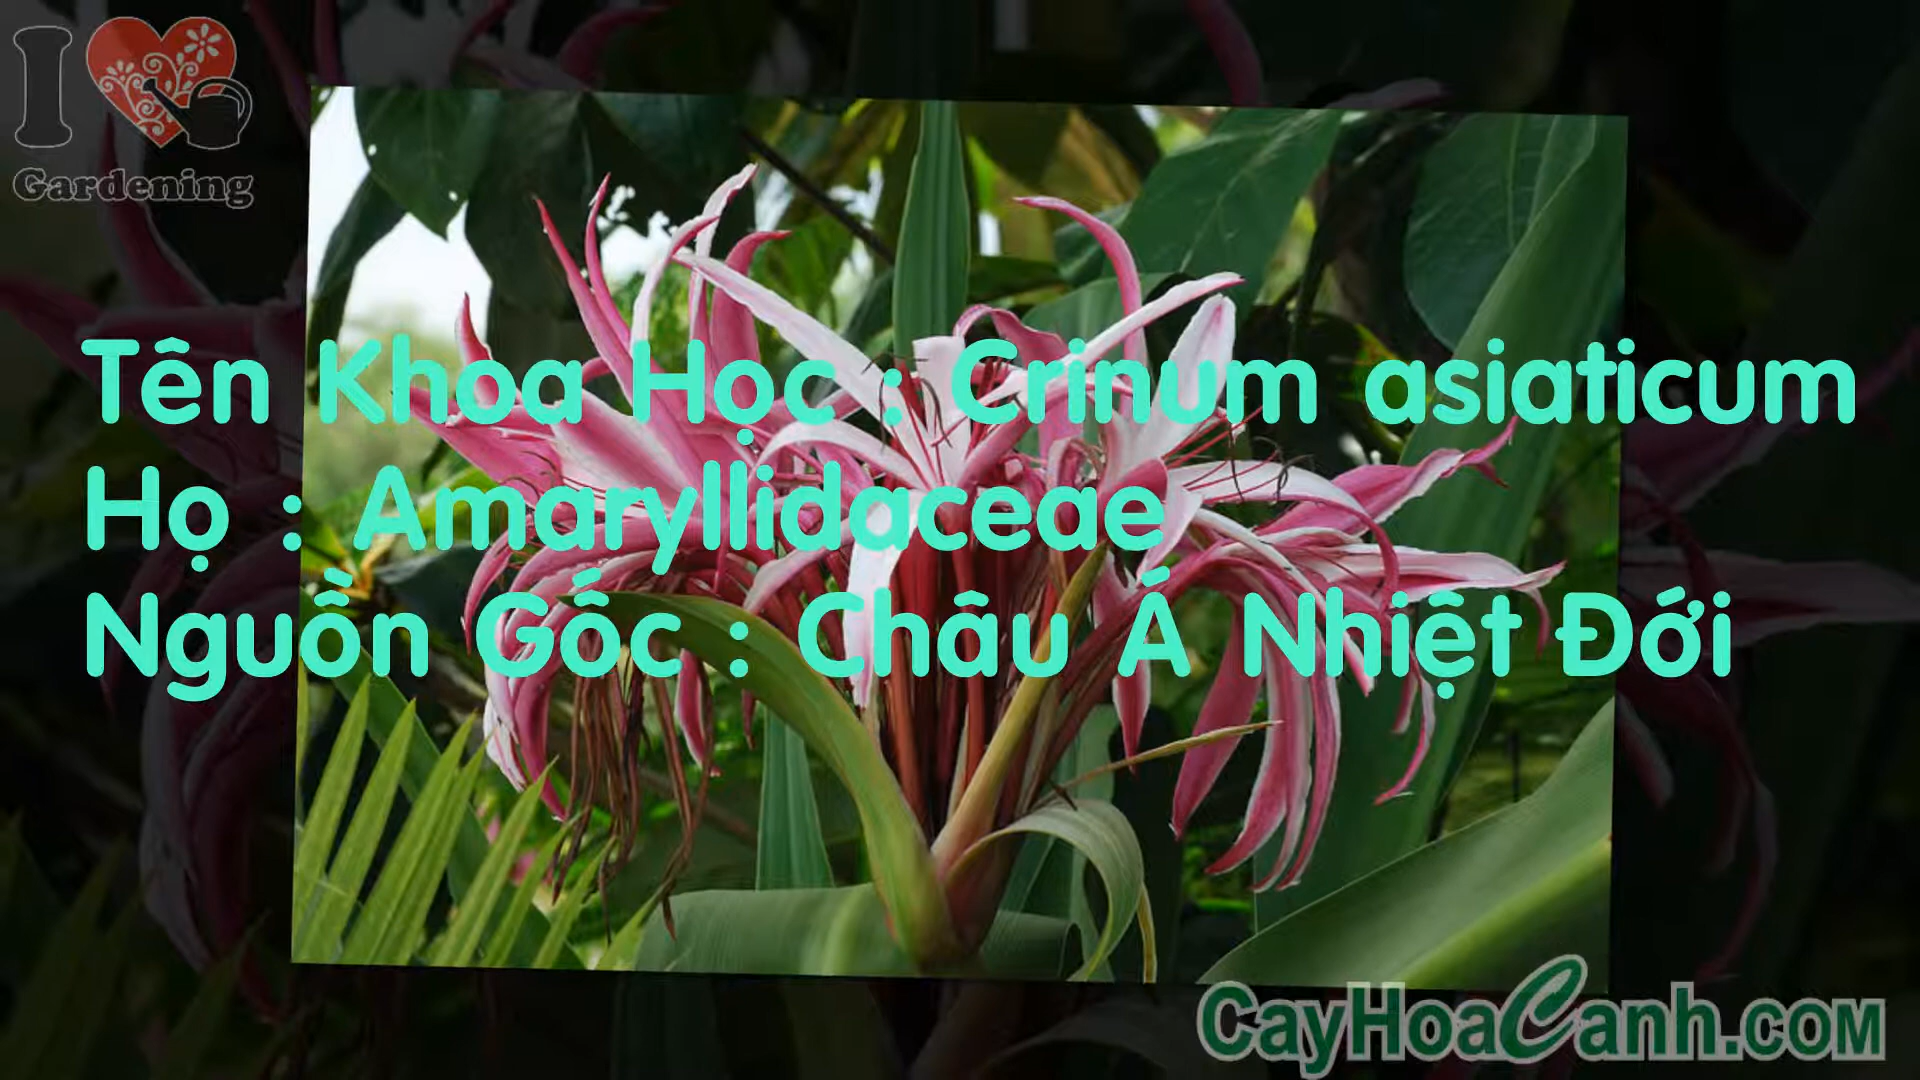 I
Gardening
Tên Khoa Học : Crinum asiaticum
Họ : Amaryllidaceae
Nguồn Gốc : Châu Á Nhiệt Đới
CayHoaCanh.com